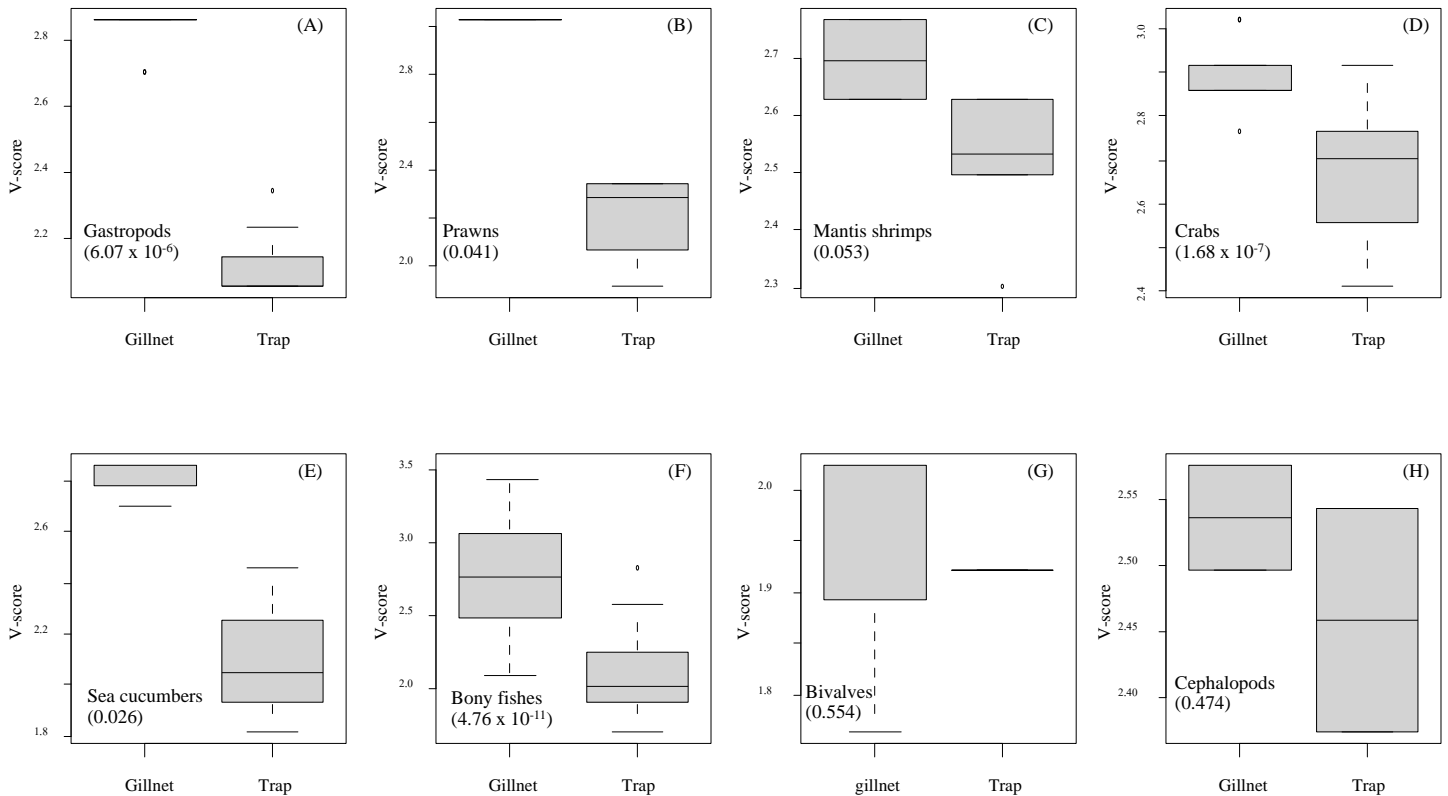 (A)
V-score
2.8
2.6
2.4
2.2
Gastropods
(6.07 x 10-6)
Gillnet Trap
(B)
V-score
2.8
2.4
2.0
Prawns
(0.041)
Gillnet Trap
(C)
V-score
2.7
2.6
2.5
2.4
2.3
Mantis shrimps
(0.053)
Gillnet Trap
(D)
V-score
3.0
2.8
2.6
2.4
Crabs
(1.68 x 10-7)
Gillnet Trap
(E)
V-score
2.6
2.2
1.8
Sea cucumbers
(0.026)
Gillnet Trap
(F)
V-score
3.5
3.0
2.5
2.0
Bony fishes
(4.76 x 10-11)
Gillnet Trap
(G)
V-score
2.0
1.9
1.8
Bivalves
(0.554)
gillnet Trap
(H)
V-score
2.55
2.50
2.45
2.40
Cephalopods
(0.474)
Gillnet Trap